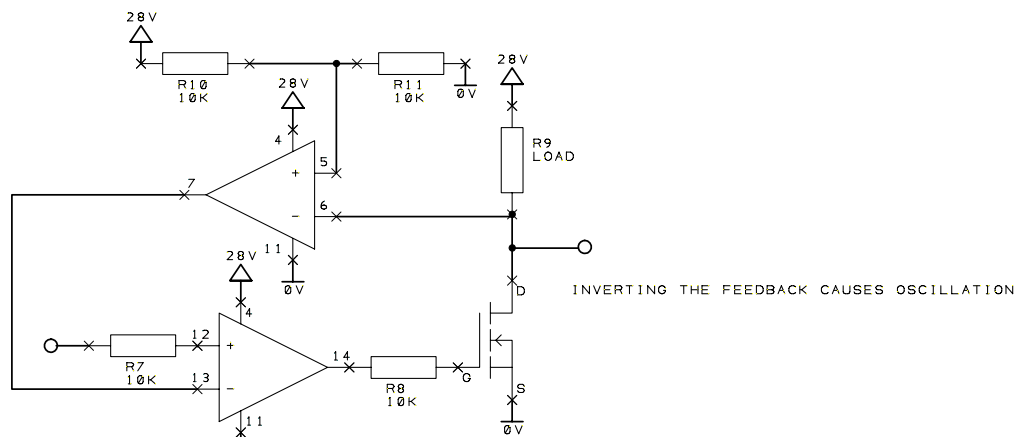 28V
R10
10K
R11
10K
0V
28V
28V
4
5
+
R9
LOAD
7
6
-
11
0V
28V
4
D
INVERTING THE FEEDBACK CAUSES OSCILLATION
12
+
R7
10K
13
-
14
R8
10K
G
S
11
0V